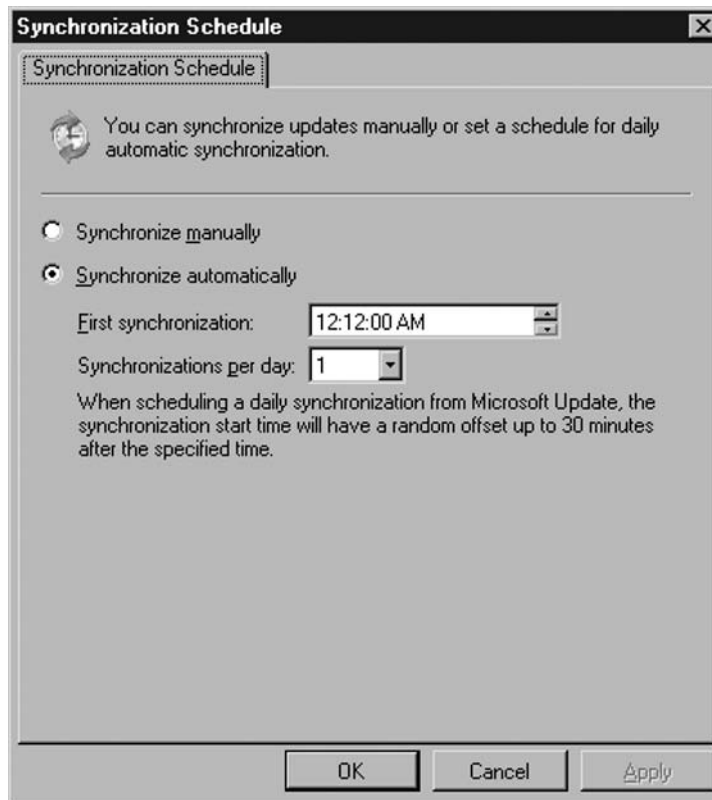 Synchronization Schedule
Synchronization Schedule
You can synchronize updates manually or set a schedule for daily
automatic synchronization.
Synchronize manually
Synchronize automatically
First synchronization: 12:12:00 AM
Synchronizations per day: 1
When scheduling a daily synchronization from Microsoft Update, the
synchronization start time will have a random offset up to 30 minutes
after the specified time.
OK Cancel Apply